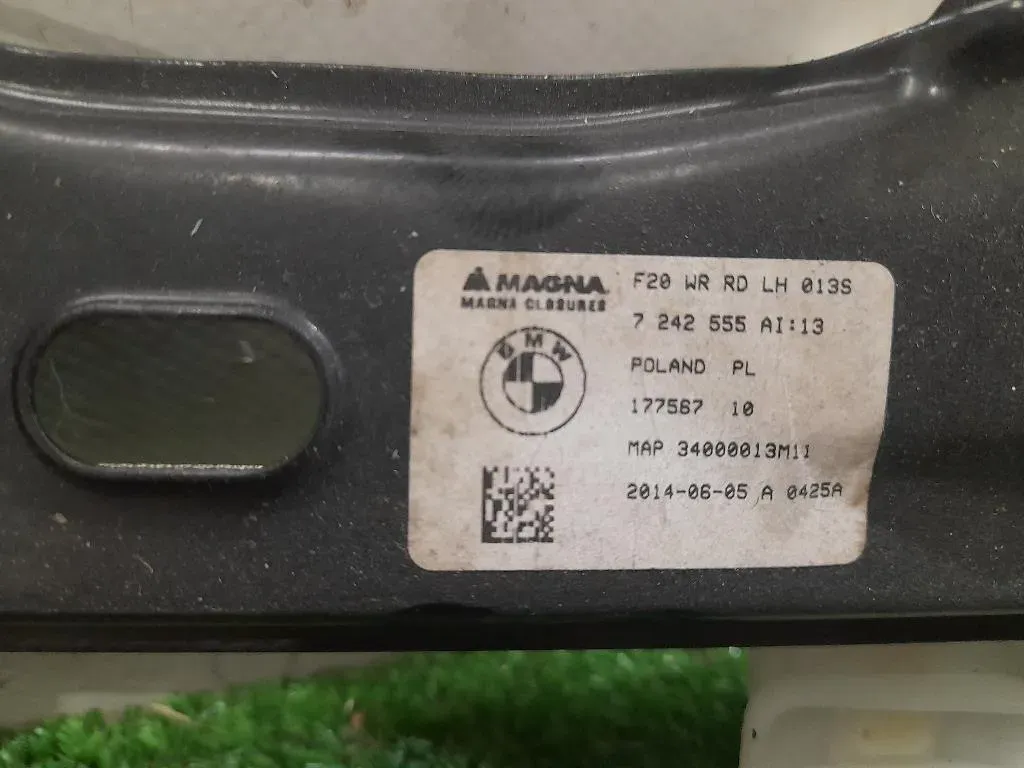 MAGNA
MAGNA CLOSURES
BMW
F20 WR RD LH 013S
7 242 555 AI:13
POLAND PL
177567 10
MAP 34000013M11
2014-06-05 A 0425A